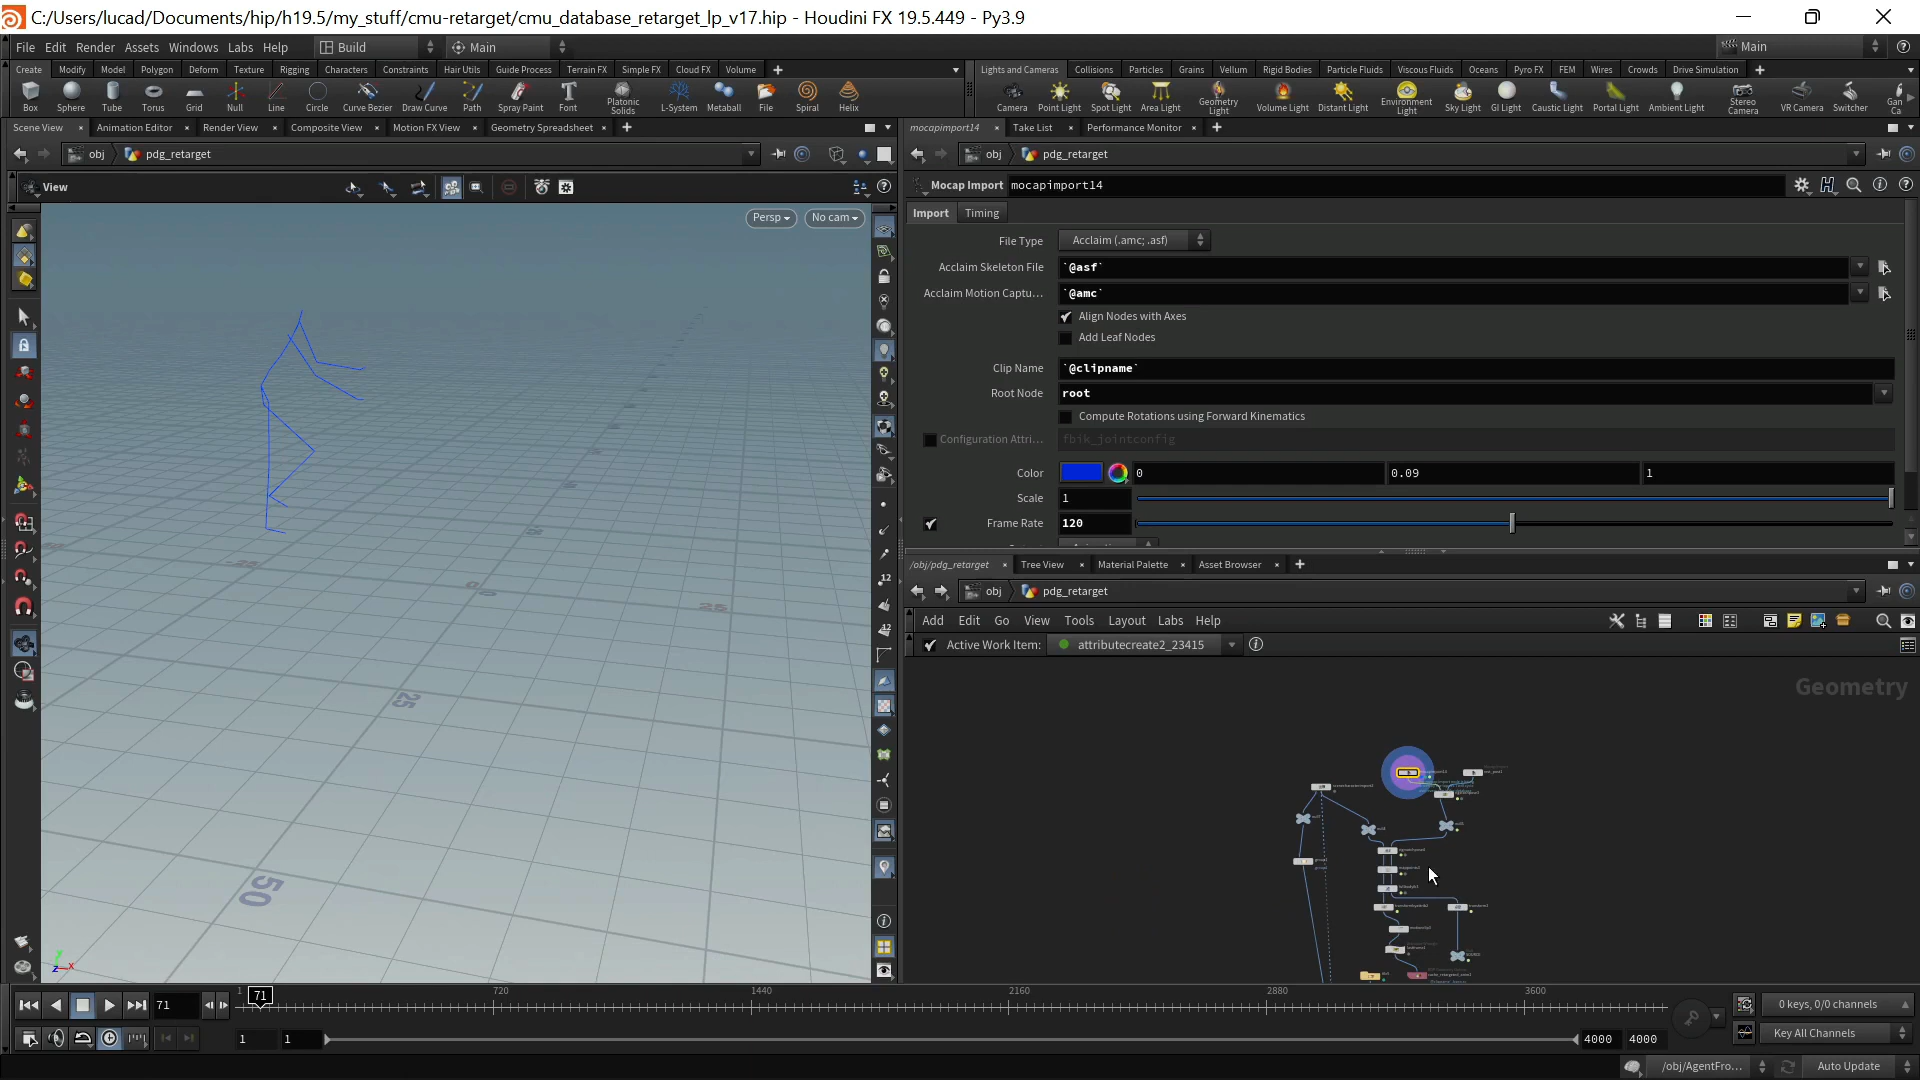 C:/Users/lucad/Documents/hip/h19.5/my_stuff/cmu-retarget/cmu_database_retarget_lp_v17.hip - Houdini FX 19.5.449 - Py3.9
File Edit Render Assets Windows Labs Help Build Main Main
Create Modify Model Polygon Deform Texture Rigging Characters Constraints Hair Utils Guide Process Terrain FX Simple FX Cloud FX Volume
Lights and Cameras Collisions Particles Grains Vellum Rigid Bodies Particle Fluids Viscous Fluids Oceans Pyro FX FEM Wires Crowds Drive Simulation
Box Sphere Tube Torus Grid Null Line Circle Curve Bezier Draw Curve Path Spray Paint Font Platonic Solids L-System Metaball File Spiral Helix
Camera Point Light Spot Light Area Light Geometry Light Volume Light Distant Light Environment Light Sky Light GI Light Caustic Light Portal Light Ambient Light Stereo Camera VR Camera Switcher Gan Ca
Scene View Animation Editor Render View Composite View Motion FX View Geometry Spreadsheet
mocapimport14 Take List Performance Monitor
obj pdg_retarget
obj pdg_retarget
View
Persp No cam
Mocap Import mocapimport14
Import Timing
File Type Acclaim (.amc; .asf)
Acclaim Skeleton File `@asf`
Acclaim Motion Captu... `@amc`
Align Nodes with Axes
Add Leaf Nodes
Clip Name `@clipname`
Root Node root
Compute Rotations using Forward Kinematics
Configuration Attri... fbik_jointconfig
Color 0 0.09 1
Scale 1
Frame Rate 120
/obj/pdg_retarget Tree View Material Palette Asset Browser
obj pdg_retarget
Add Edit Go View Tools Layout Labs Help
Active Work Item: attributecreate2_23415
Geometry
12
12
25
25
50
71 1 71 720 1440 2160 2880 3600
1 1 4000 4000
0 keys, 0/0 channels
Key All Channels
/obj/AgentFro... Auto Update